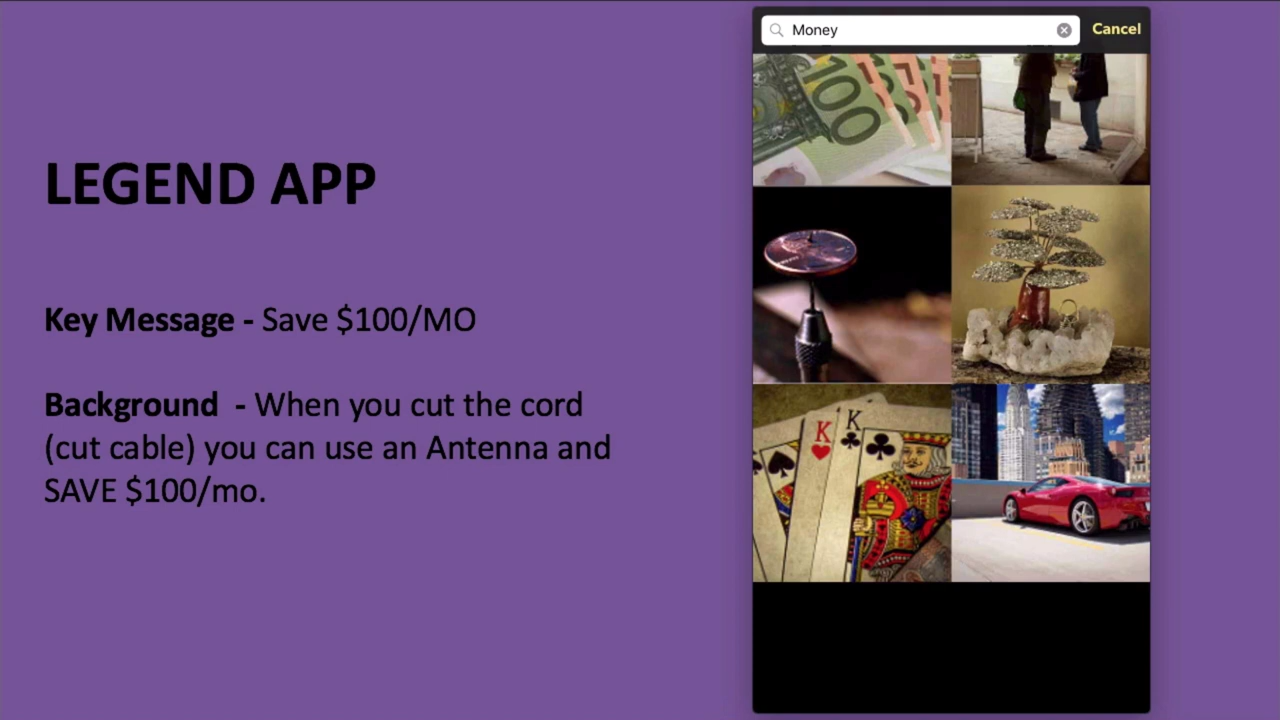 Money
Cancel
LEGEND APP
Key Message - Save $100/MO
Background - When you cut the cord
(cut cable) you can use an Antenna and
SAVE $100/mo.
100
K
K